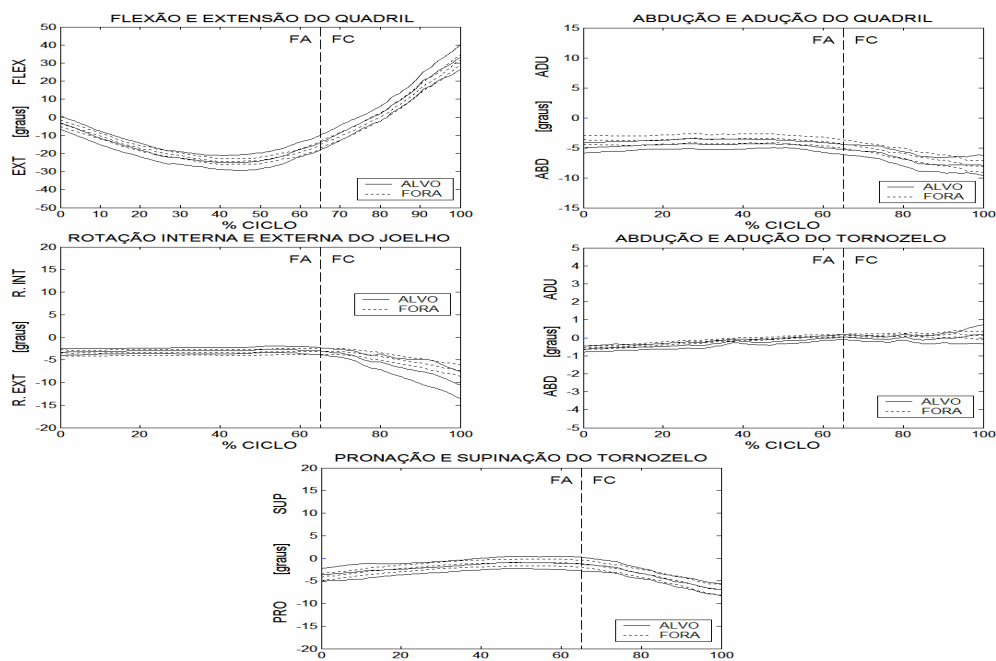 FLEXÃO E EXTENSÃO DO QUADRIL
50
40
30
20
10
0
-10
-20
-30
-40
-50
FLEX
[graus]
EXT
FA
FC
ALVO
FORA
0 10 20 30 40 50 60 70 80 90 100
% CICLO
ABDUÇÃO E ADUÇÃO DO QUADRIL
15
10
5
0
-5
-10
-15
ADU
[graus]
ABD
FA
FC
ALVO
FORA
0 20 40 60 80 100
% CICLO
ROTAÇÃO INTERNA E EXTERNA DO JOELHO
20
15
10
5
0
-5
-10
-15
-20
R. INT
[graus]
R. EXT
FA
FC
ALVO
FORA
0 20 40 60 80 100
% CICLO
ABDUÇÃO E ADUÇÃO DO TORNOZELO
5
4
3
2
1
0
-1
-2
-3
-4
-5
ADU
[graus]
ABD
FA
FC
ALVO
FORA
0 20 40 60 80 100
% CICLO
PRONAÇÃO E SUPINAÇÃO DO TORNOZELO
20
15
10
5
0
-5
-10
-15
-20
SUP
[graus]
PRO
FA
FC
ALVO
FORA
0 20 40 60 80 100